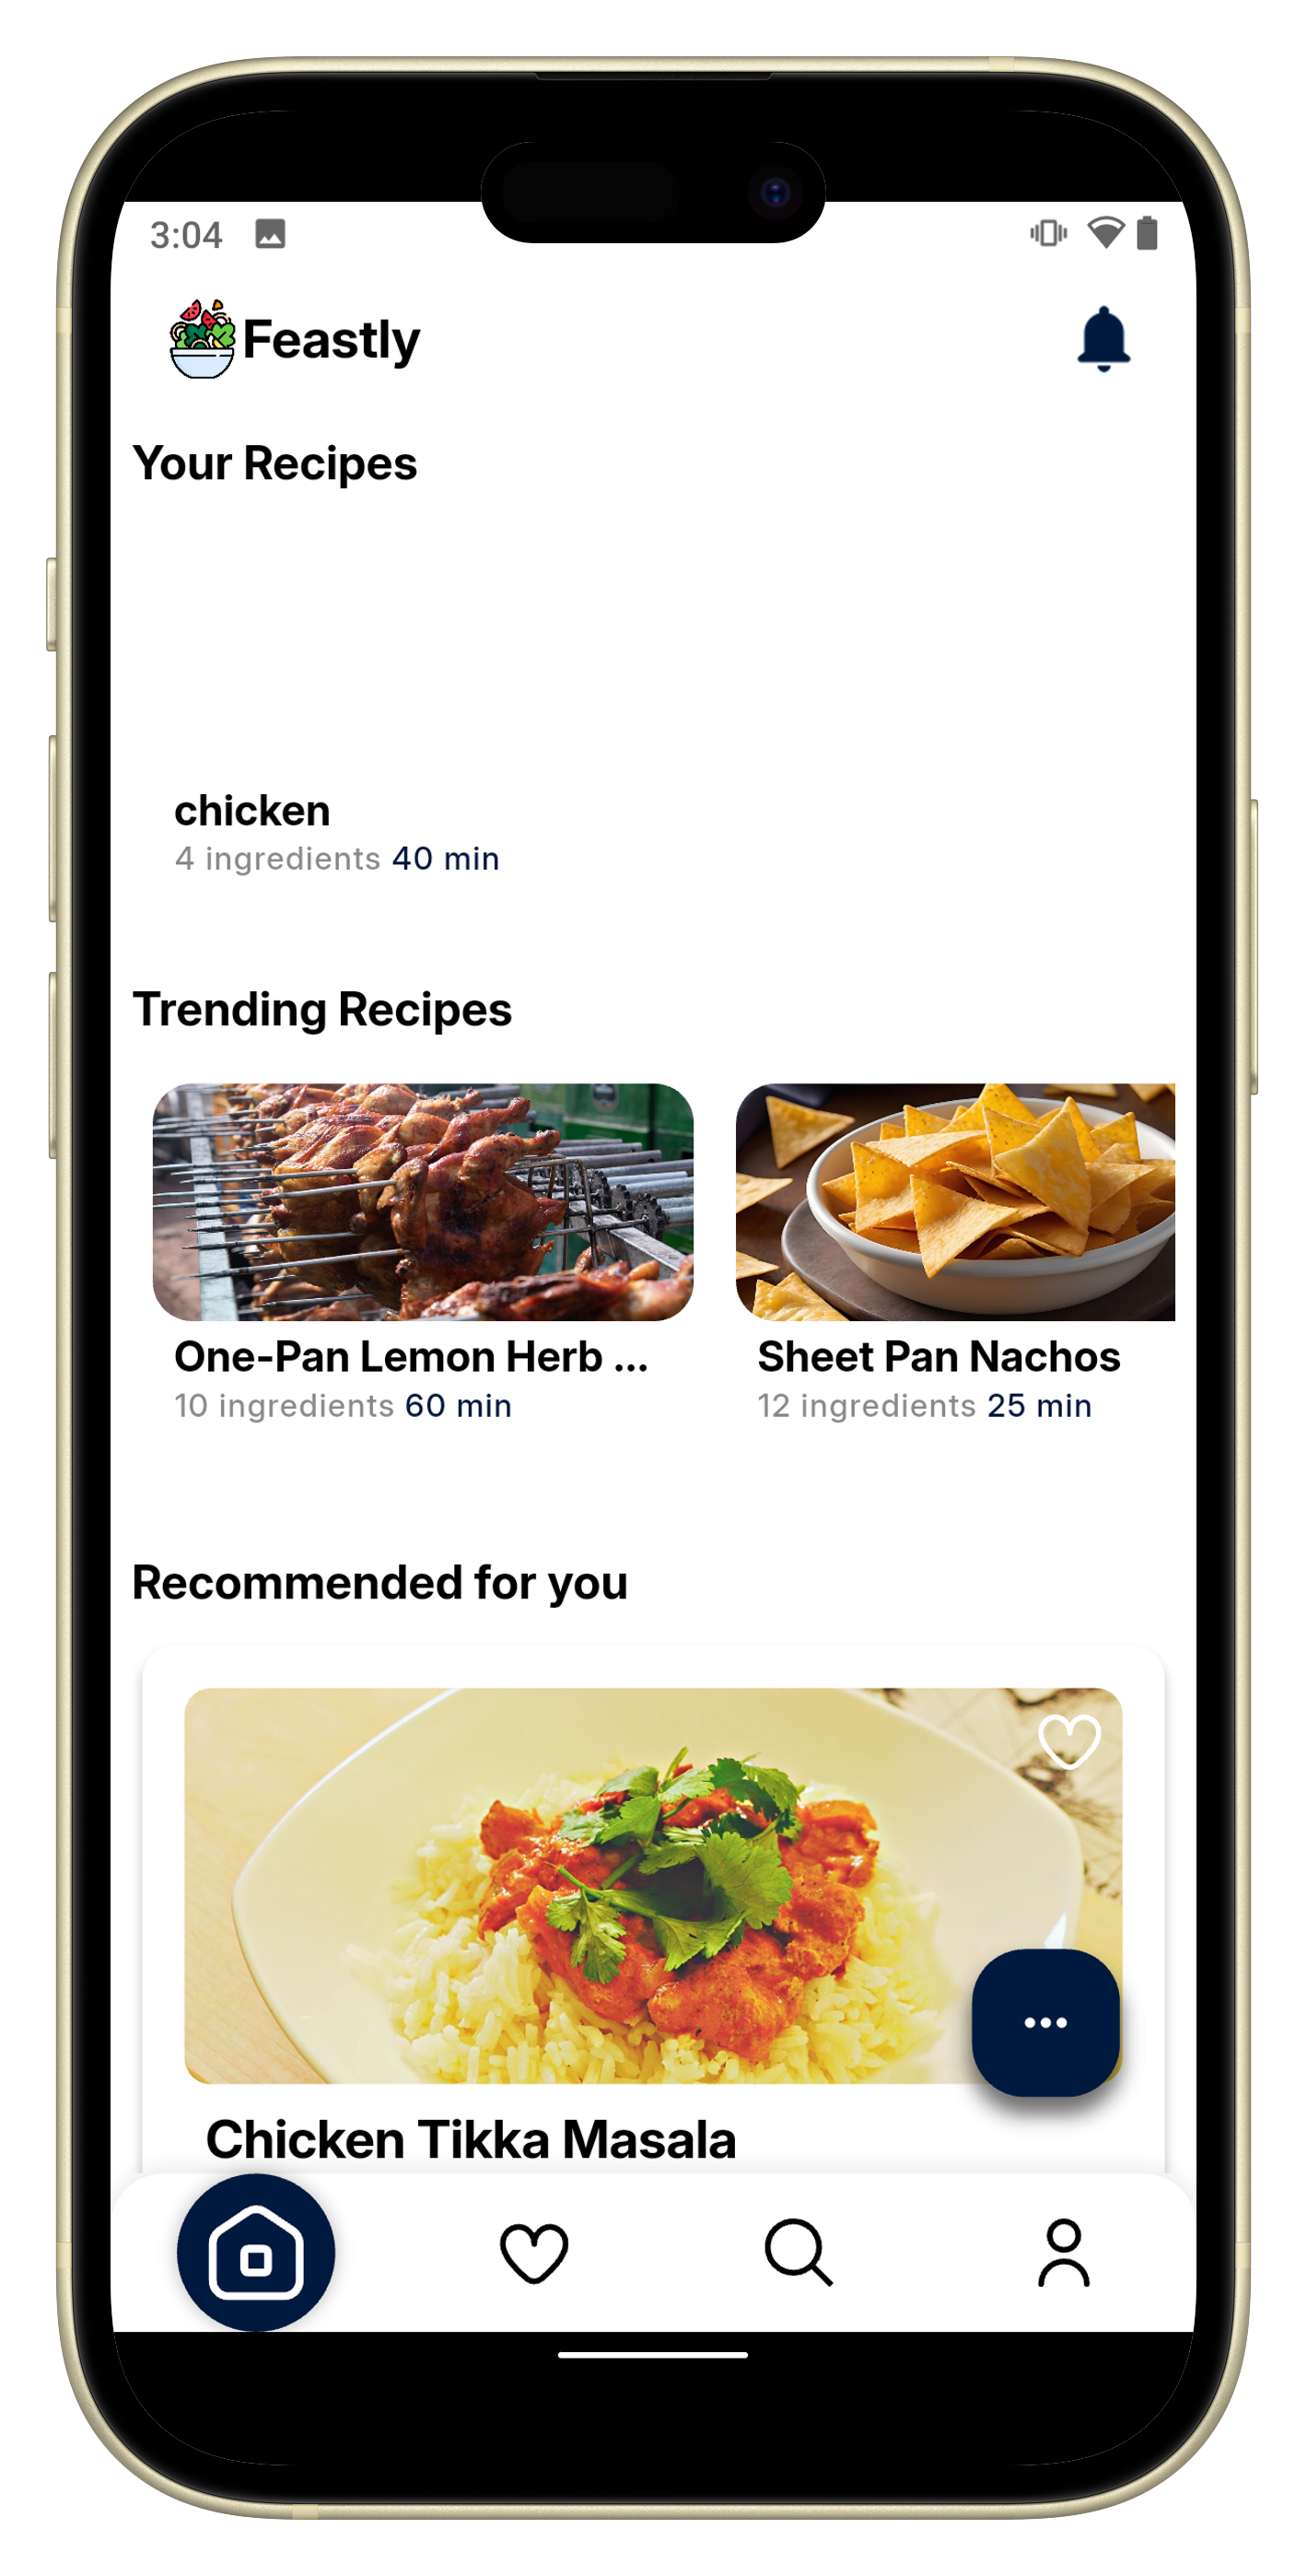 3:04
Feastly
Your Recipes
chicken
4 ingredients 40 min
Trending Recipes
One-Pan Lemon Herb ...
10 ingredients 60 min
Sheet Pan Nachos
12 ingredients 25 min
Recommended for you
Chicken Tikka Masala